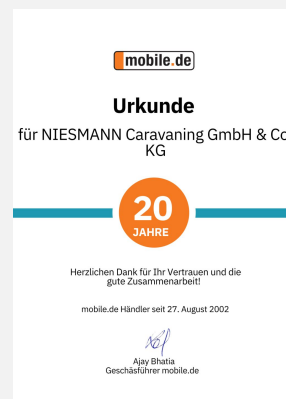 mobile.de
Urkunde
für NIESMANN Caravaning GmbH & Co
KG
20
JAHRE
Herzlichen Dank für Ihr Vertrauen und die
gute Zusammenarbeit!
mobile.de Händler seit 27. August 2002
Ajay Bhatia
Geschäsführer mobile.de